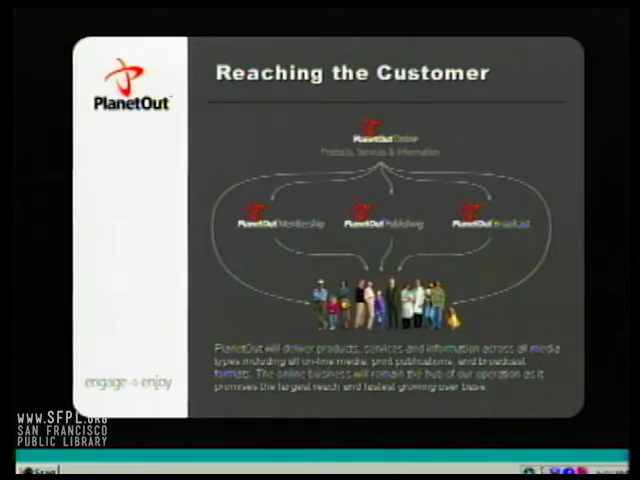 Reaching the Customer
PlanetOut
PlanetOut Online
Products, Services & Information
PlanetOut Membership
PlanetOut Publishing
PlanetOut Broadcast
PlanetOut will deliver products, services and information across all media
types including all on-line media, print publications, and broadcast
formats. The online business will remain the hub of our operation as it
promises the largest reach and fastest growing user base.
engage → enjoy
WWW.SFPL.ORG
SAN FRANCISCO
PUBLIC LIBRARY
Start